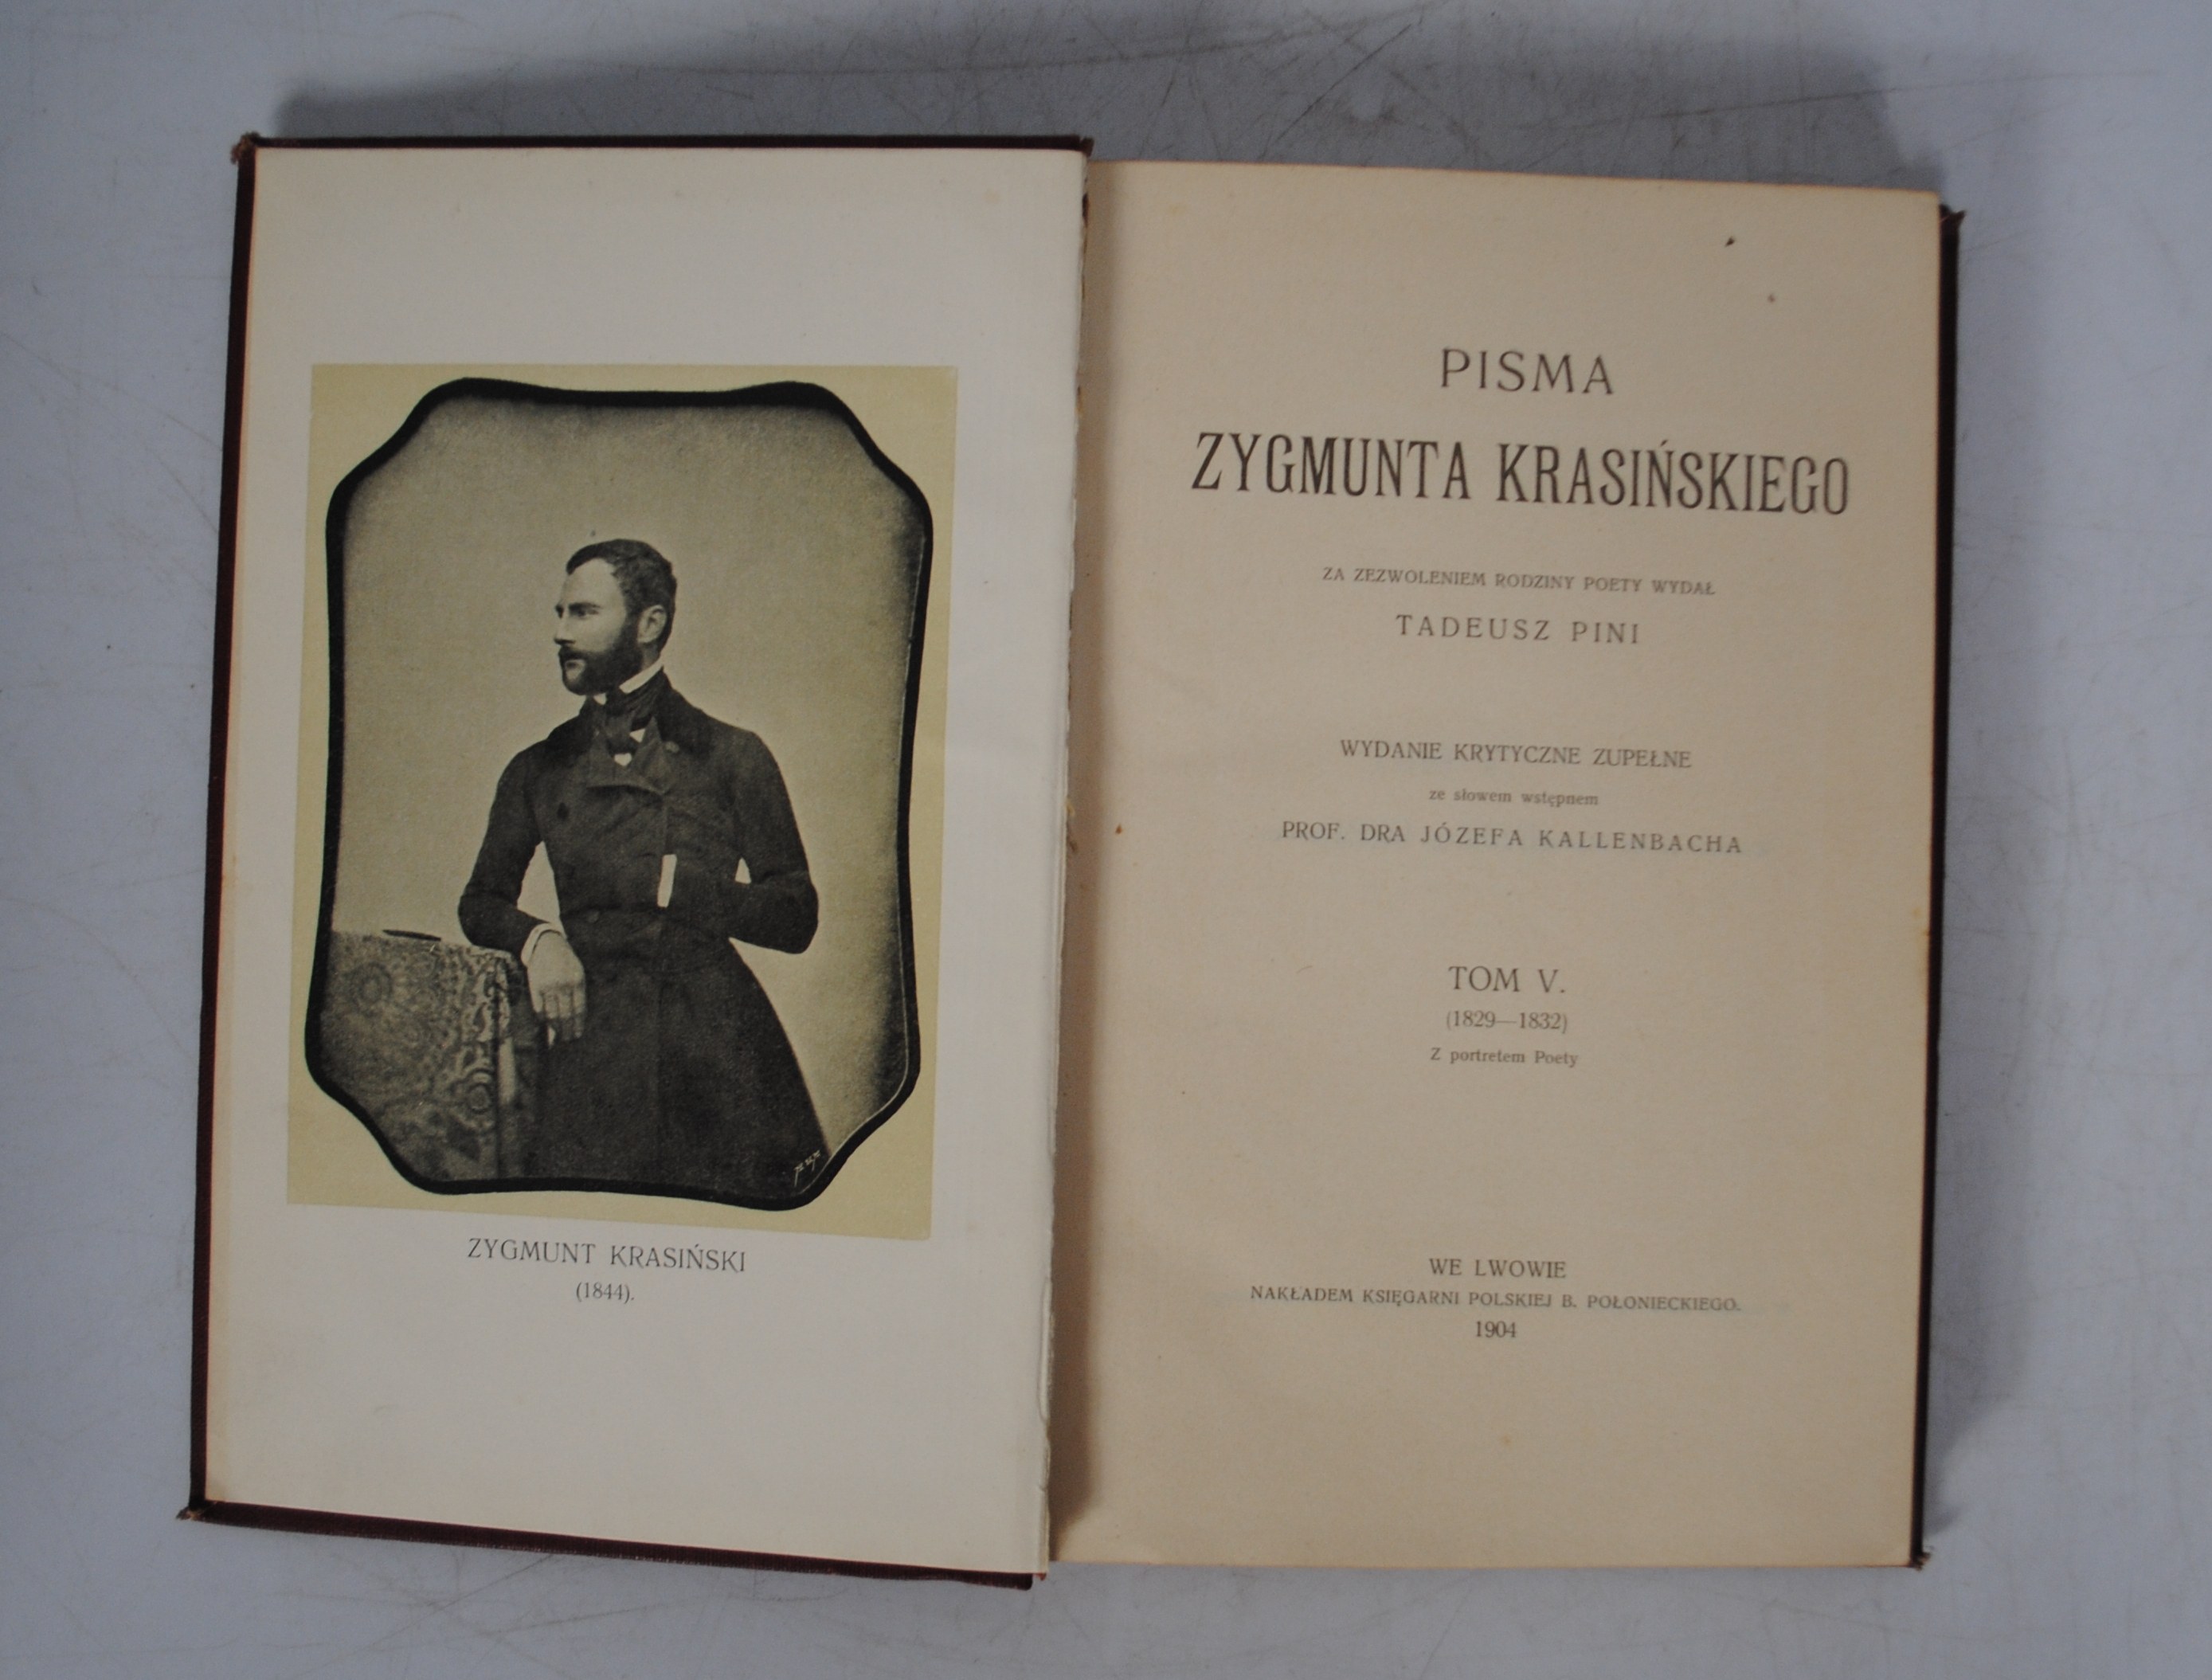 ZYGMUNT KRASIŃSKI
(1844).
PISMA
ZYGMUNTA KRASIŃSKIEGO
ZA ZEZWOLENIEM RODZINY POETY WYDAŁ
TADEUSZ PINI
WYDANIE KRYTYCZNE ZUPEŁNE
ze słowem wstępnem
PROF. DRA JÓZEFA KALLENBACHA
TOM V.
(1829—1832)
Z portretem Poety
WE LWOWIE
NAKŁADEM KSIĘGARNI POLSKIEJ B. POŁONIECKIEGO.
1904